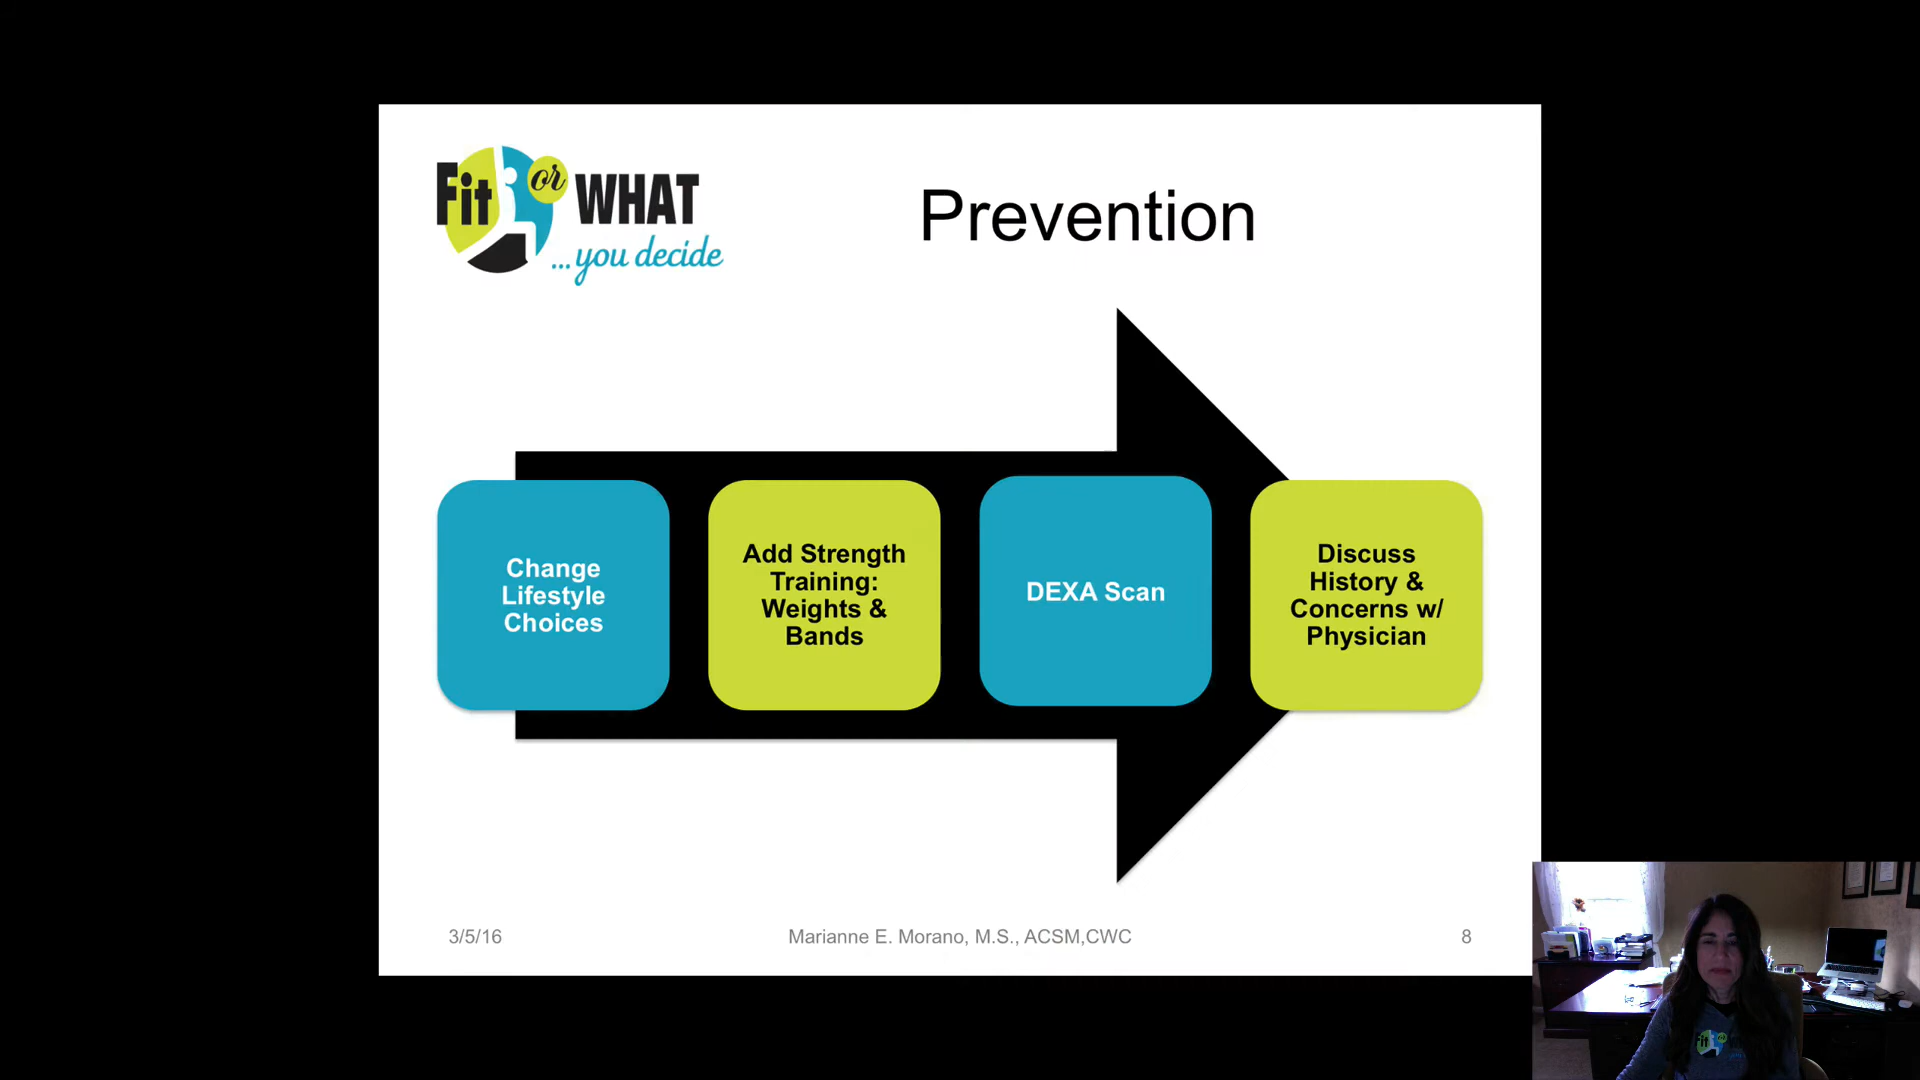 Fit or WHAT
...you decide
Prevention
Change
Lifestyle
Choices
Add Strength
Training:
Weights &
Bands
DEXA Scan
Discuss
History &
Concerns w/
Physician
3/5/16
Marianne E. Morano, M.S., ACSM,CWC
8
Fit